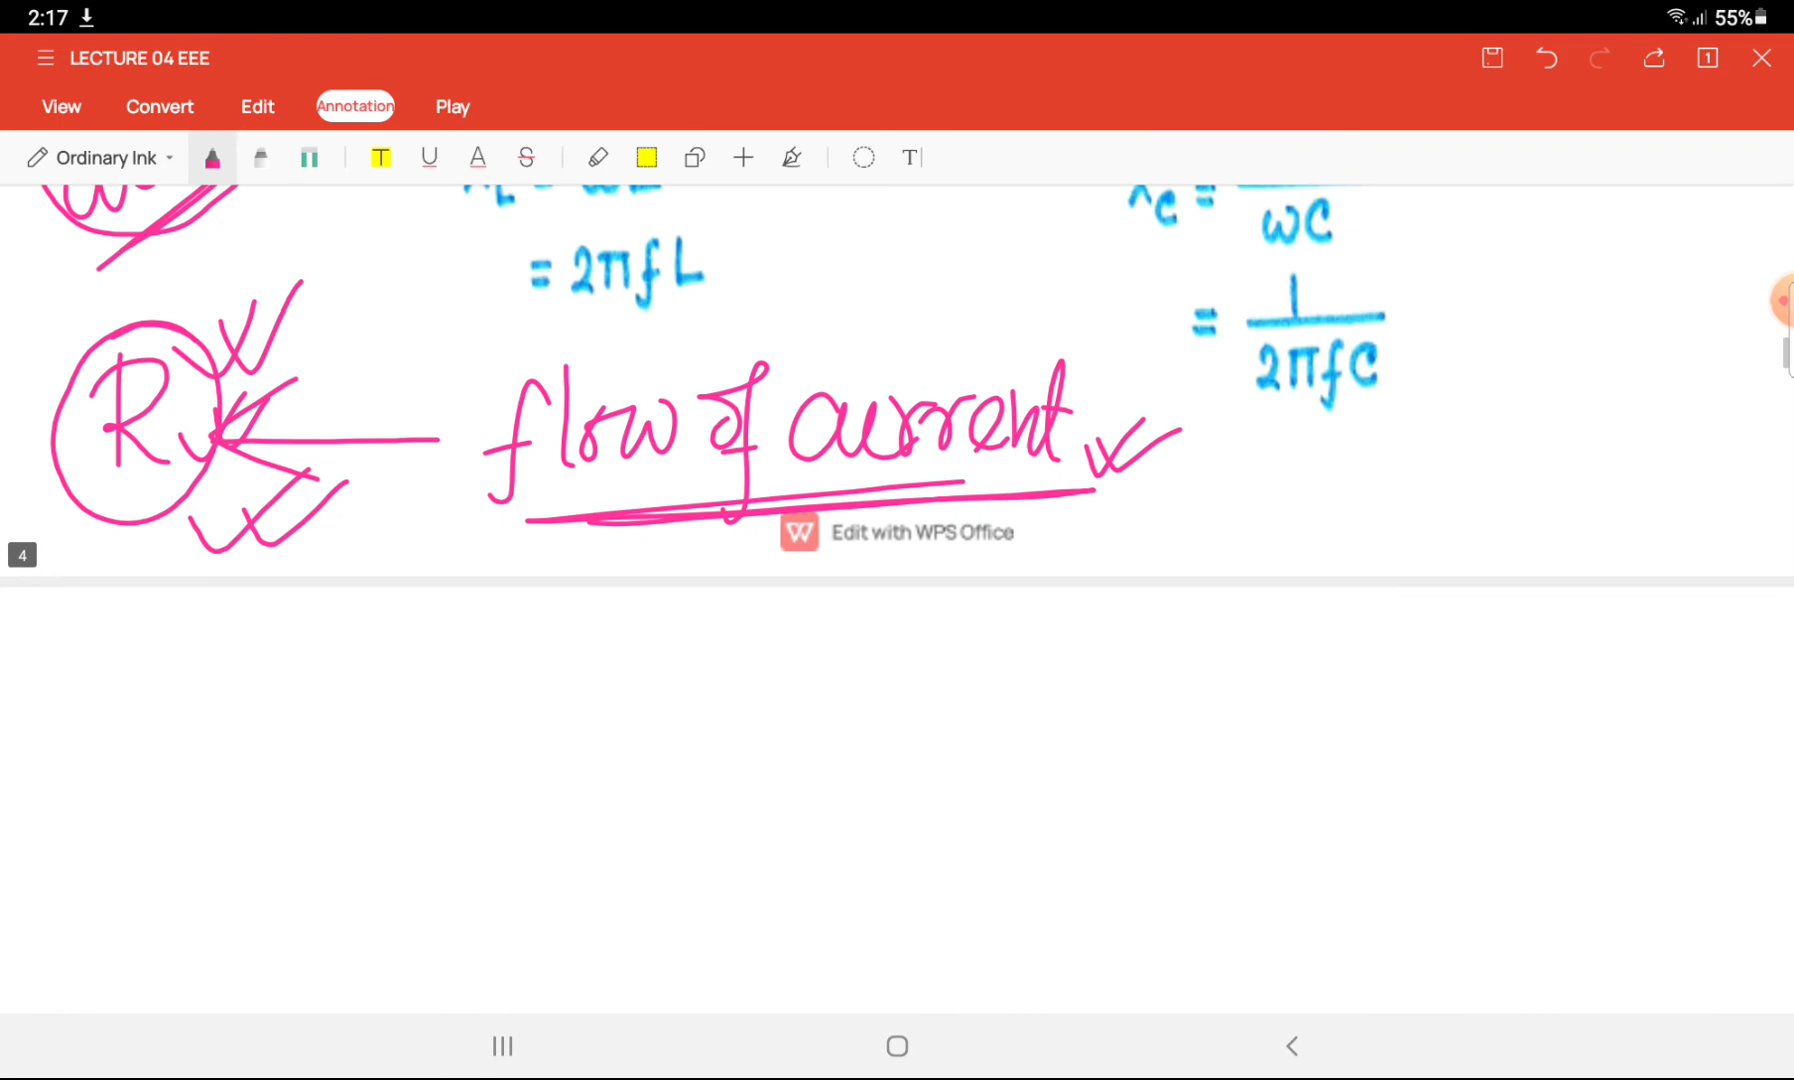 2:17
55%
LECTURE 04 EEE
1
View Convert Edit Annotation Play
Ordinary Ink T U A S T
= 2πfL
ωC
= 1
2πfC
R
flow of current
W Edit with WPS Office
4